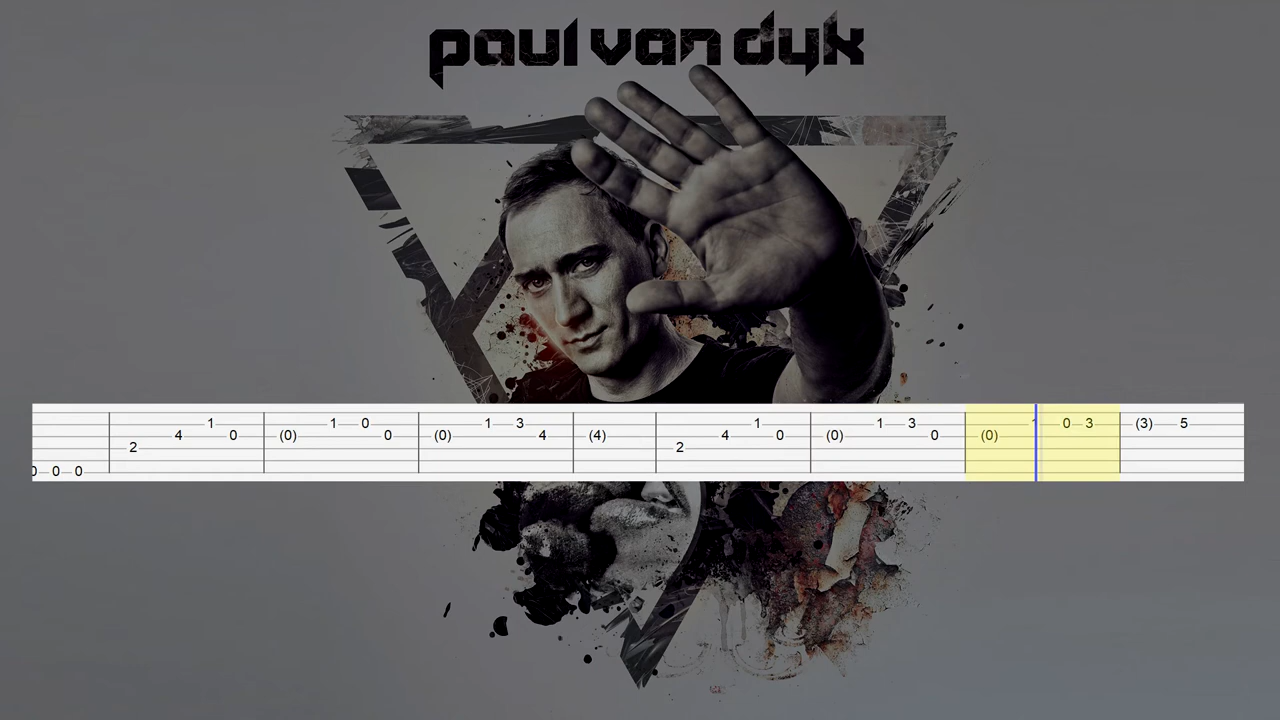 paul van dyk
1 1 0 1 3 1 1 3 1 0 3 (3) 5
4 0 (0) 0 (0) 4 (4) 4 0 (0) 0 (0)
2 2
0 0 0